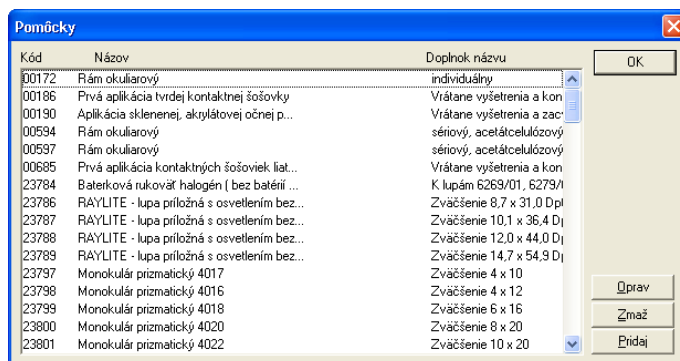 Pomôcky
Kód Názov Doplnok názvu
00172 Rám okuliarový individuálny
00186 Prvá aplikácia tvrdej kontaktnej šošovky Vrátane vyšetrenia a kon
00190 Aplikácia sklenenej, akrylátovej očnej p... Vrátane vyšetrenia a zac
00594 Rám okuliarový sériový, acetátcelulózový
00597 Rám okuliarový sériový, acetátcelulózový
00685 Prvá aplikácia kontaktných šošoviek liat... Vrátane vyšetrenia a kon
23784 Baterková rukoväť halogén ( bez batérií ... K lupám 6269/01, 6279/
23786 RAYLITE - lupa príložná s osvetlením bez... Zväčšenie 8,7 x 31,0 Dpt
23787 RAYLITE - lupa príložná s osvetlením bez... Zväčšenie 10,1 x 36,4 Dp
23788 RAYLITE - lupa príložná s osvetlením bez... Zväčšenie 12,0 x 44,0 Dp
23789 RAYLITE - lupa príložná s osvetlením bez... Zväčšenie 14,7 x 54,9 Dp
23797 Monokulár prizmatický 4017 Zväčšenie 4 x 10
23798 Monokulár prizmatický 4016 Zväčšenie 4 x 12
23799 Monokulár prizmatický 4018 Zväčšenie 6 x 16
23800 Monokulár prizmatický 4020 Zväčšenie 8 x 20
23801 Monokulár prizmatický 4022 Zväčšenie 10 x 20
OK
Oprav
Zmaž
Pridaj